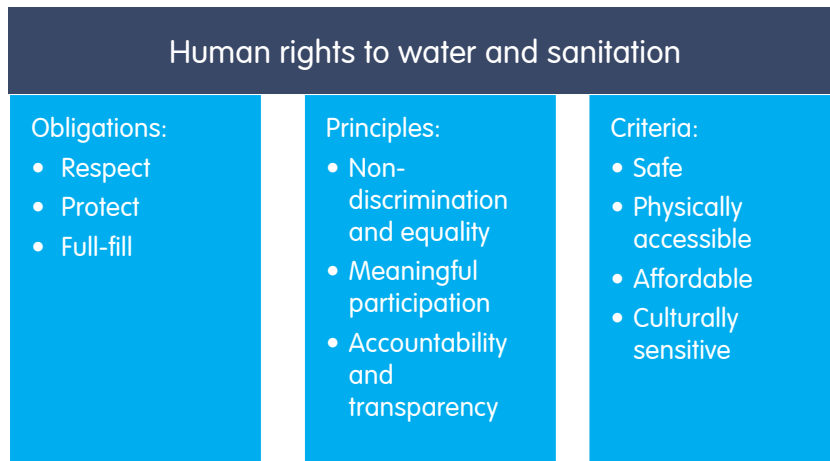 Human rights to water and sanitation
Obligations:
• Respect
• Protect
• Full-fill
Principles:
• Non-
discrimination
and equality
• Meaningful
participation
• Accountability
and
transparency
Criteria:
• Safe
• Physically
accessible
• Affordable
• Culturally
sensitive